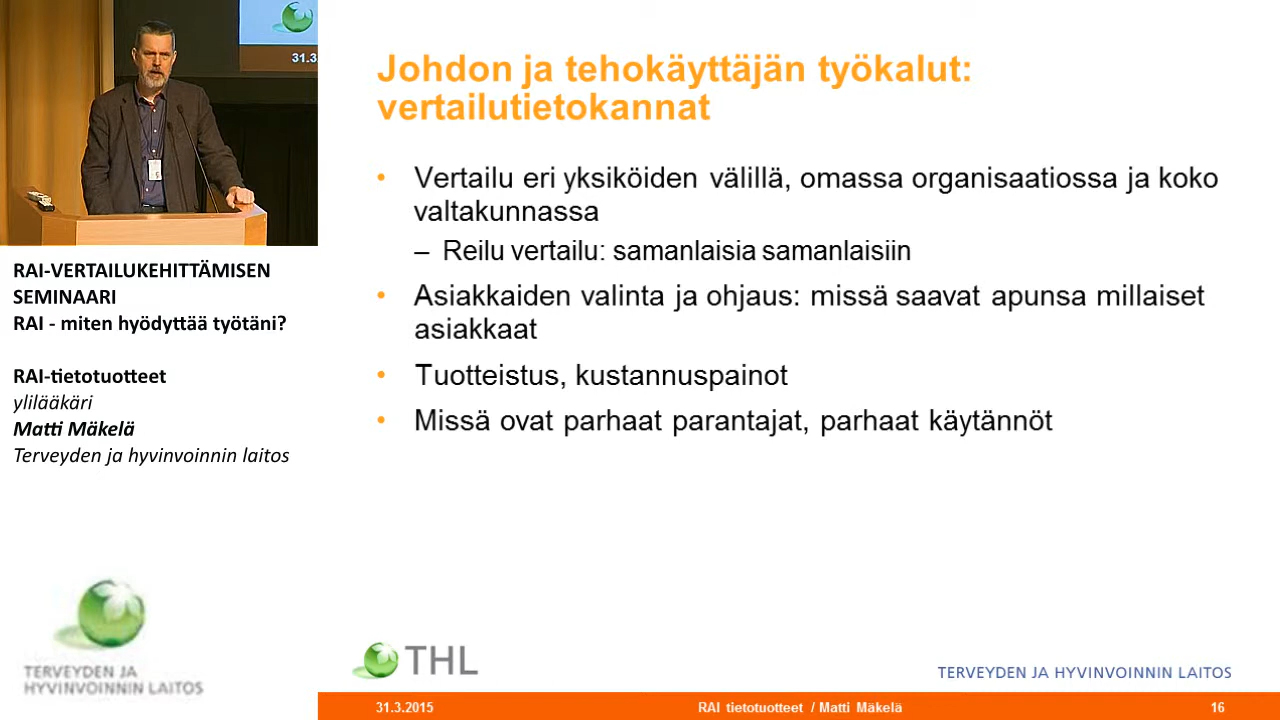 31.3
RAI-VERTAILUKEHITTÄMISEN
SEMINAARI
RAI - miten hyödyttää työtäni?
RAI-tietotuotteet
ylilääkäri
Matti Mäkelä
Terveyden ja hyvinvoinnin laitos
TERVEYDEN JA
HYVINVOINNIN LAITOS
Johdon ja tehokäyttäjän työkalut:
vertailutietokannat
• Vertailu eri yksiköiden välillä, omassa organisaatiossa ja koko
valtakunnassa
– Reilu vertailu: samanlaisia samanlaisiin
• Asiakkaiden valinta ja ohjaus: missä saavat apunsa millaiset
asiakkaat
• Tuotteistus, kustannuspainot
• Missä ovat parhaat parantajat, parhaat käytännöt
THL
TERVEYDEN JA HYVINVOINNIN LAITOS
31.3.2015
RAI tietotuotteet / Matti Mäkelä
16